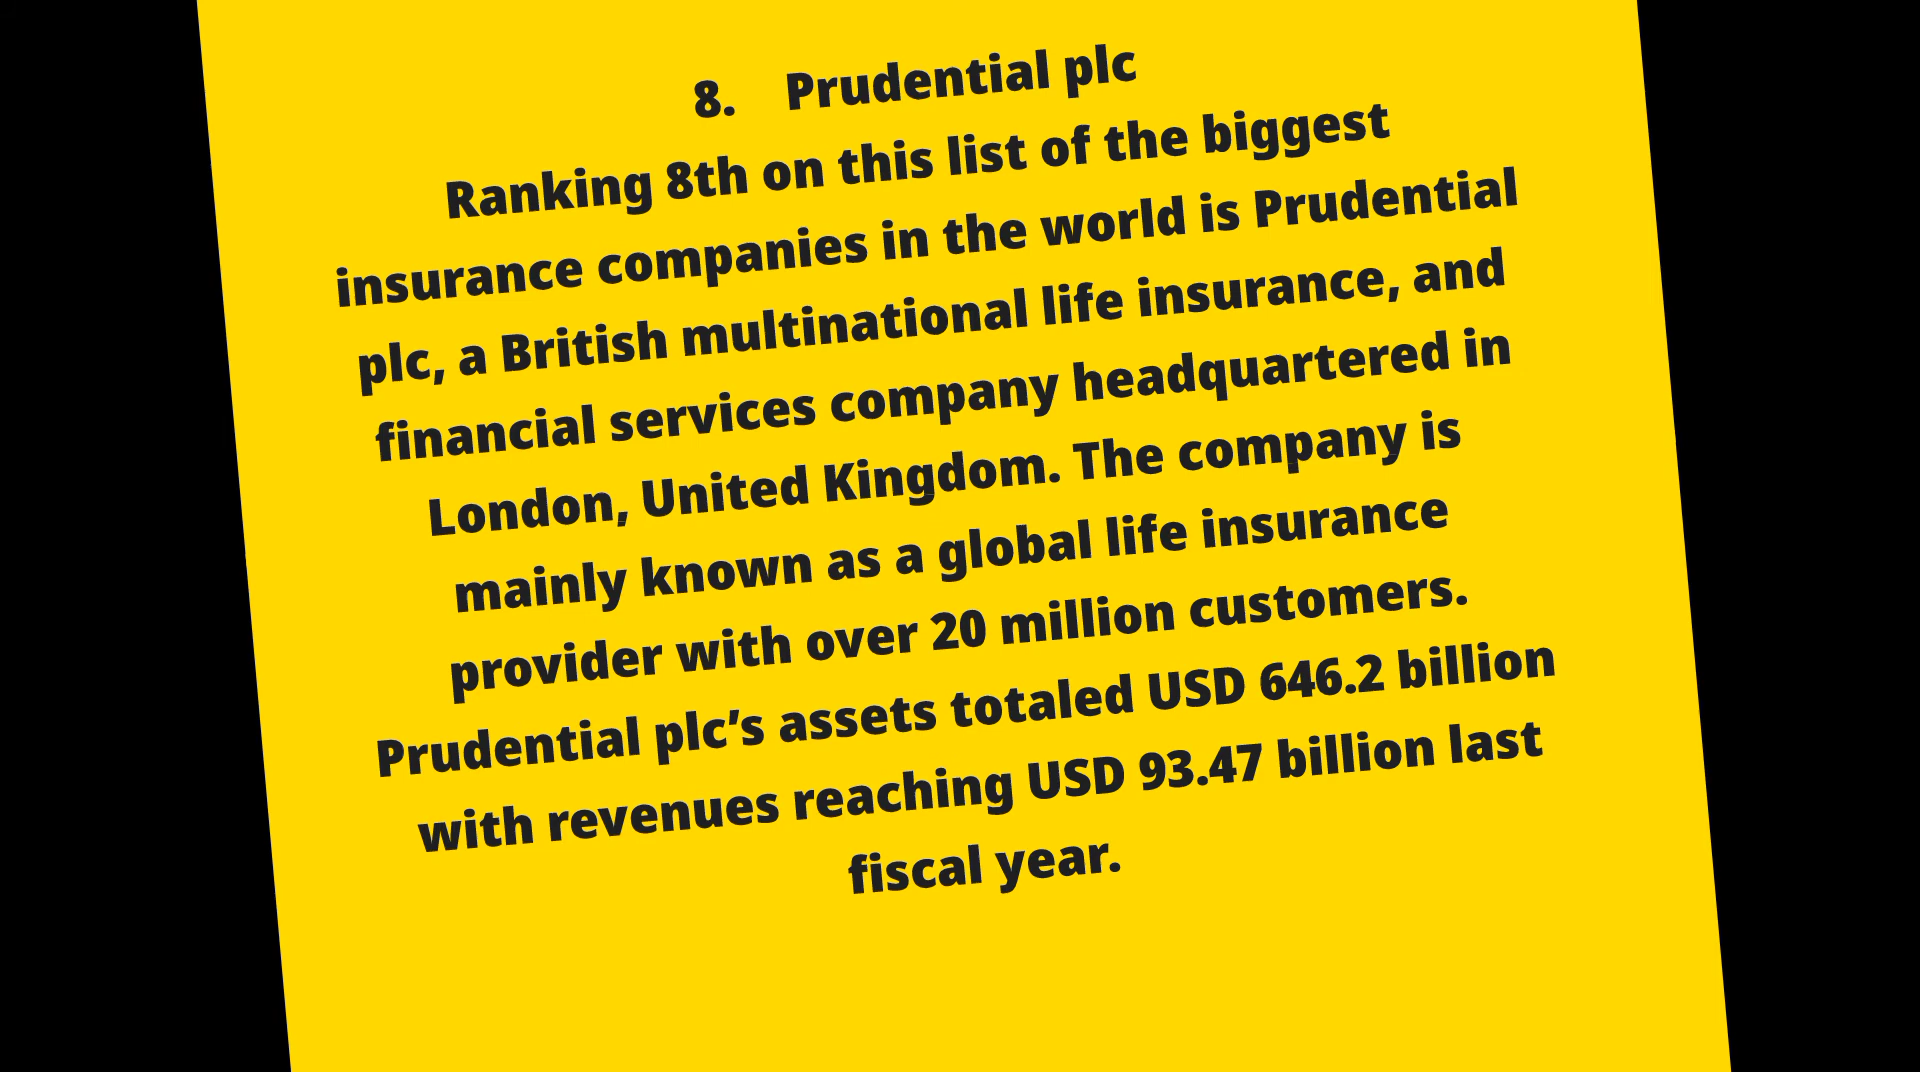 8. Prudential plc
Ranking 8th on this list of the biggest
insurance companies in the world is Prudential
plc, a British multinational life insurance, and
financial services company headquartered in
London, United Kingdom. The company is
mainly known as a global life insurance
provider with over 20 million customers.
Prudential plc’s assets totaled USD 646.2 billion
with revenues reaching USD 93.47 billion last
fiscal year.